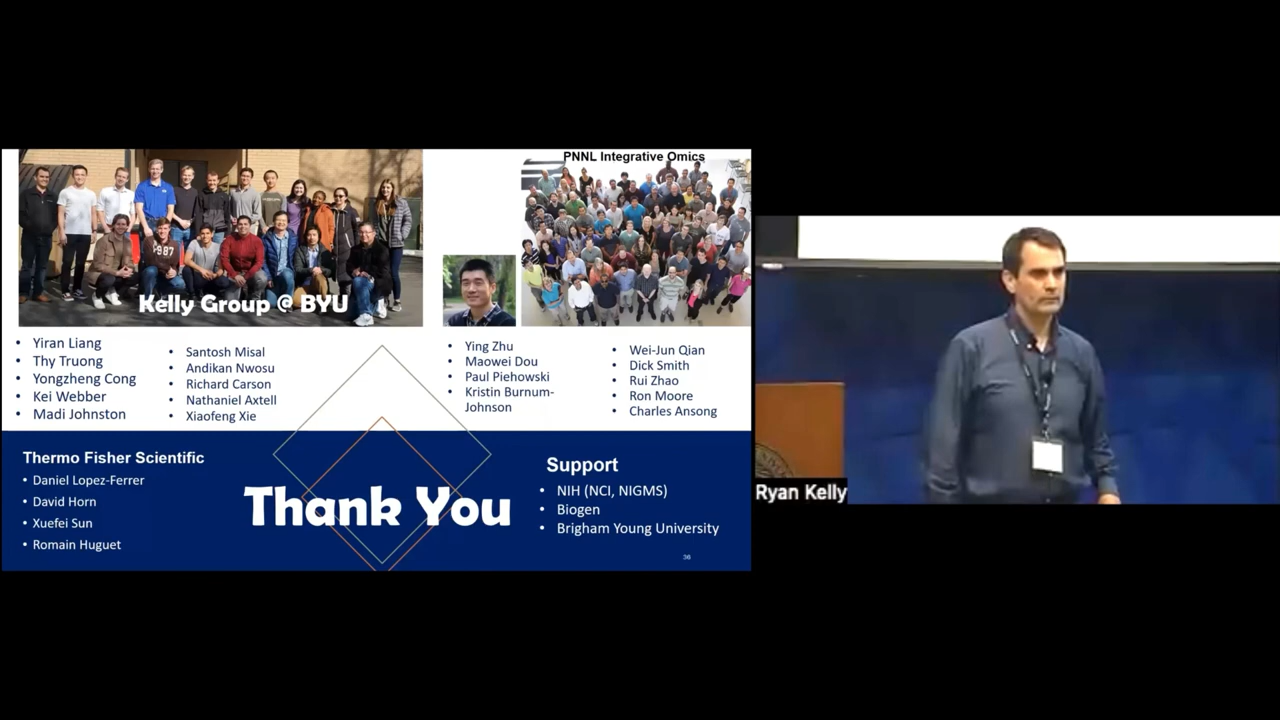 PNNL Integrative Omics
Kelly Group @ BYU
• Yiran Liang
• Thy Truong
• Yongzheng Cong
• Kei Webber
• Madi Johnston
• Santosh Misal
• Andikan Nwosu
• Richard Carson
• Nathaniel Axtell
• Xiaofeng Xie
• Ying Zhu
• Maowei Dou
• Paul Piehowski
• Kristin Burnum-
Johnson
• Wei-Jun Qian
• Dick Smith
• Rui Zhao
• Ron Moore
• Charles Ansong
Thermo Fisher Scientific
• Daniel Lopez-Ferrer
• David Horn
• Xuefei Sun
• Romain Huguet
Thank You
Support
• NIH (NCI, NIGMS)
• Biogen
• Brigham Young University
36
Ryan Kelly